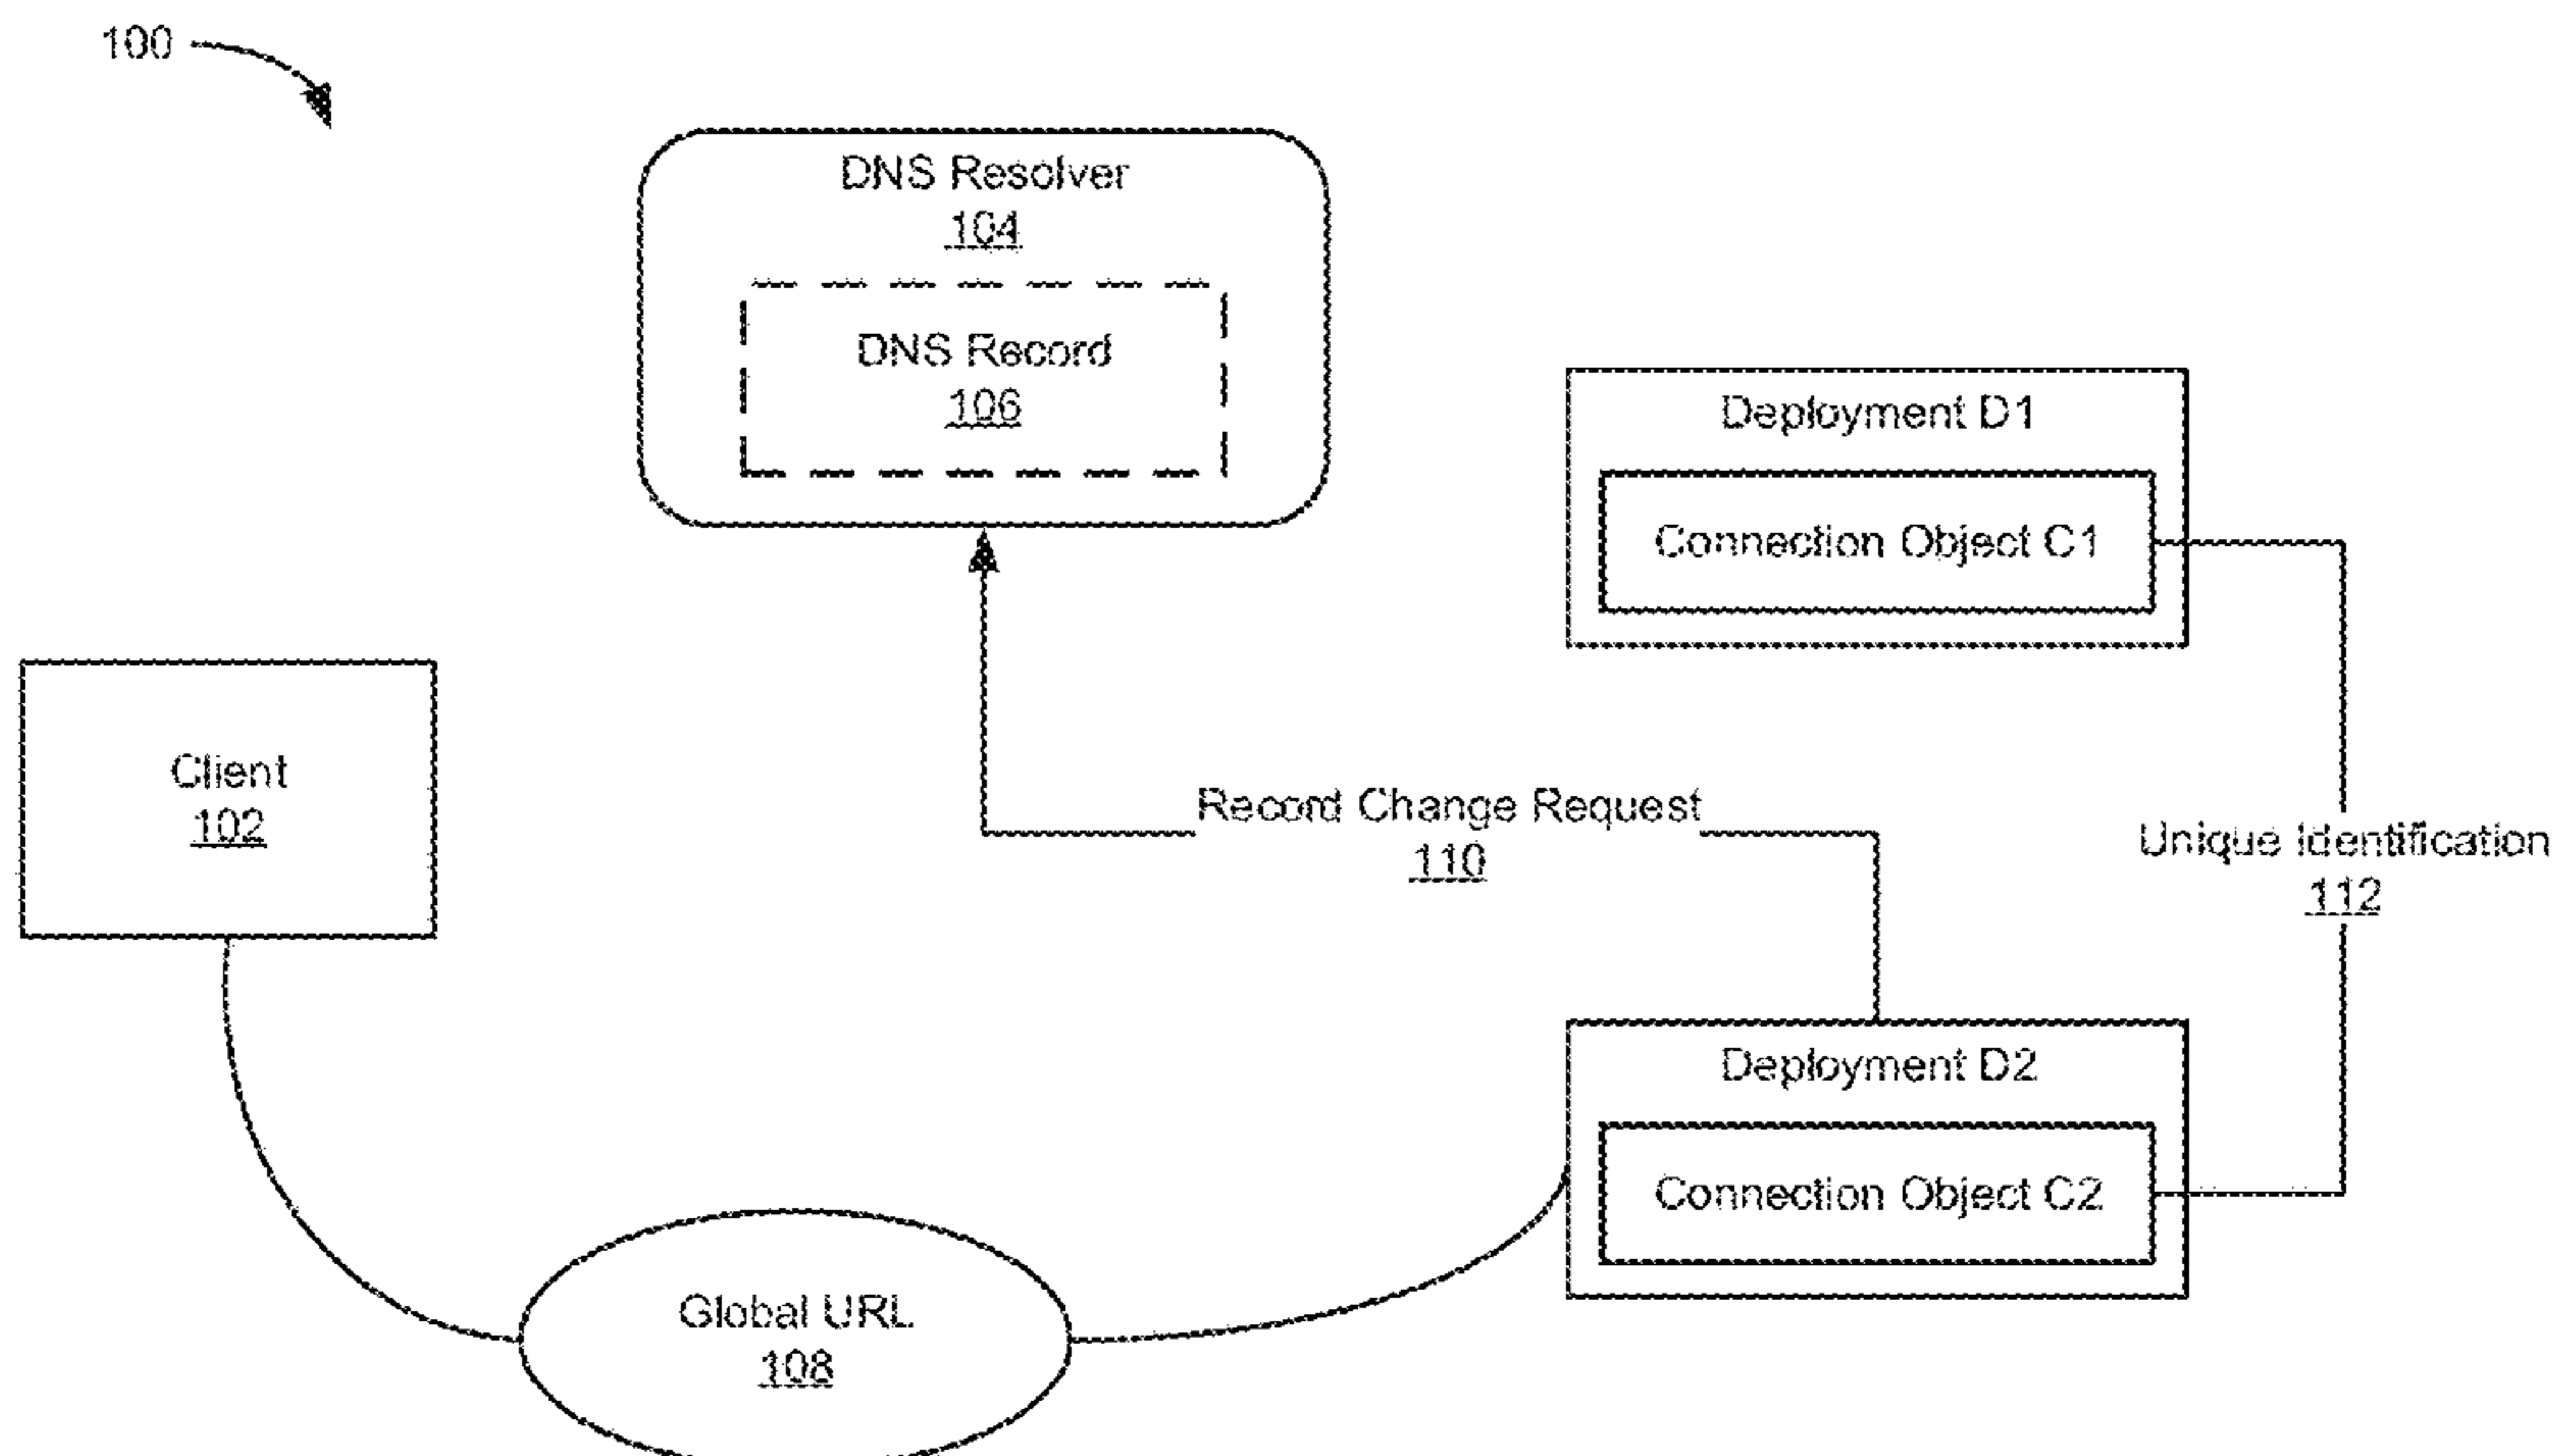 100
DNS Resolver
104
DNS Record
106
Deployment D1
Connection Object C1
Client
102
Record Change Request
110
Unique Identification
112
Deployment D2
Connection Object C2
Global URL
108